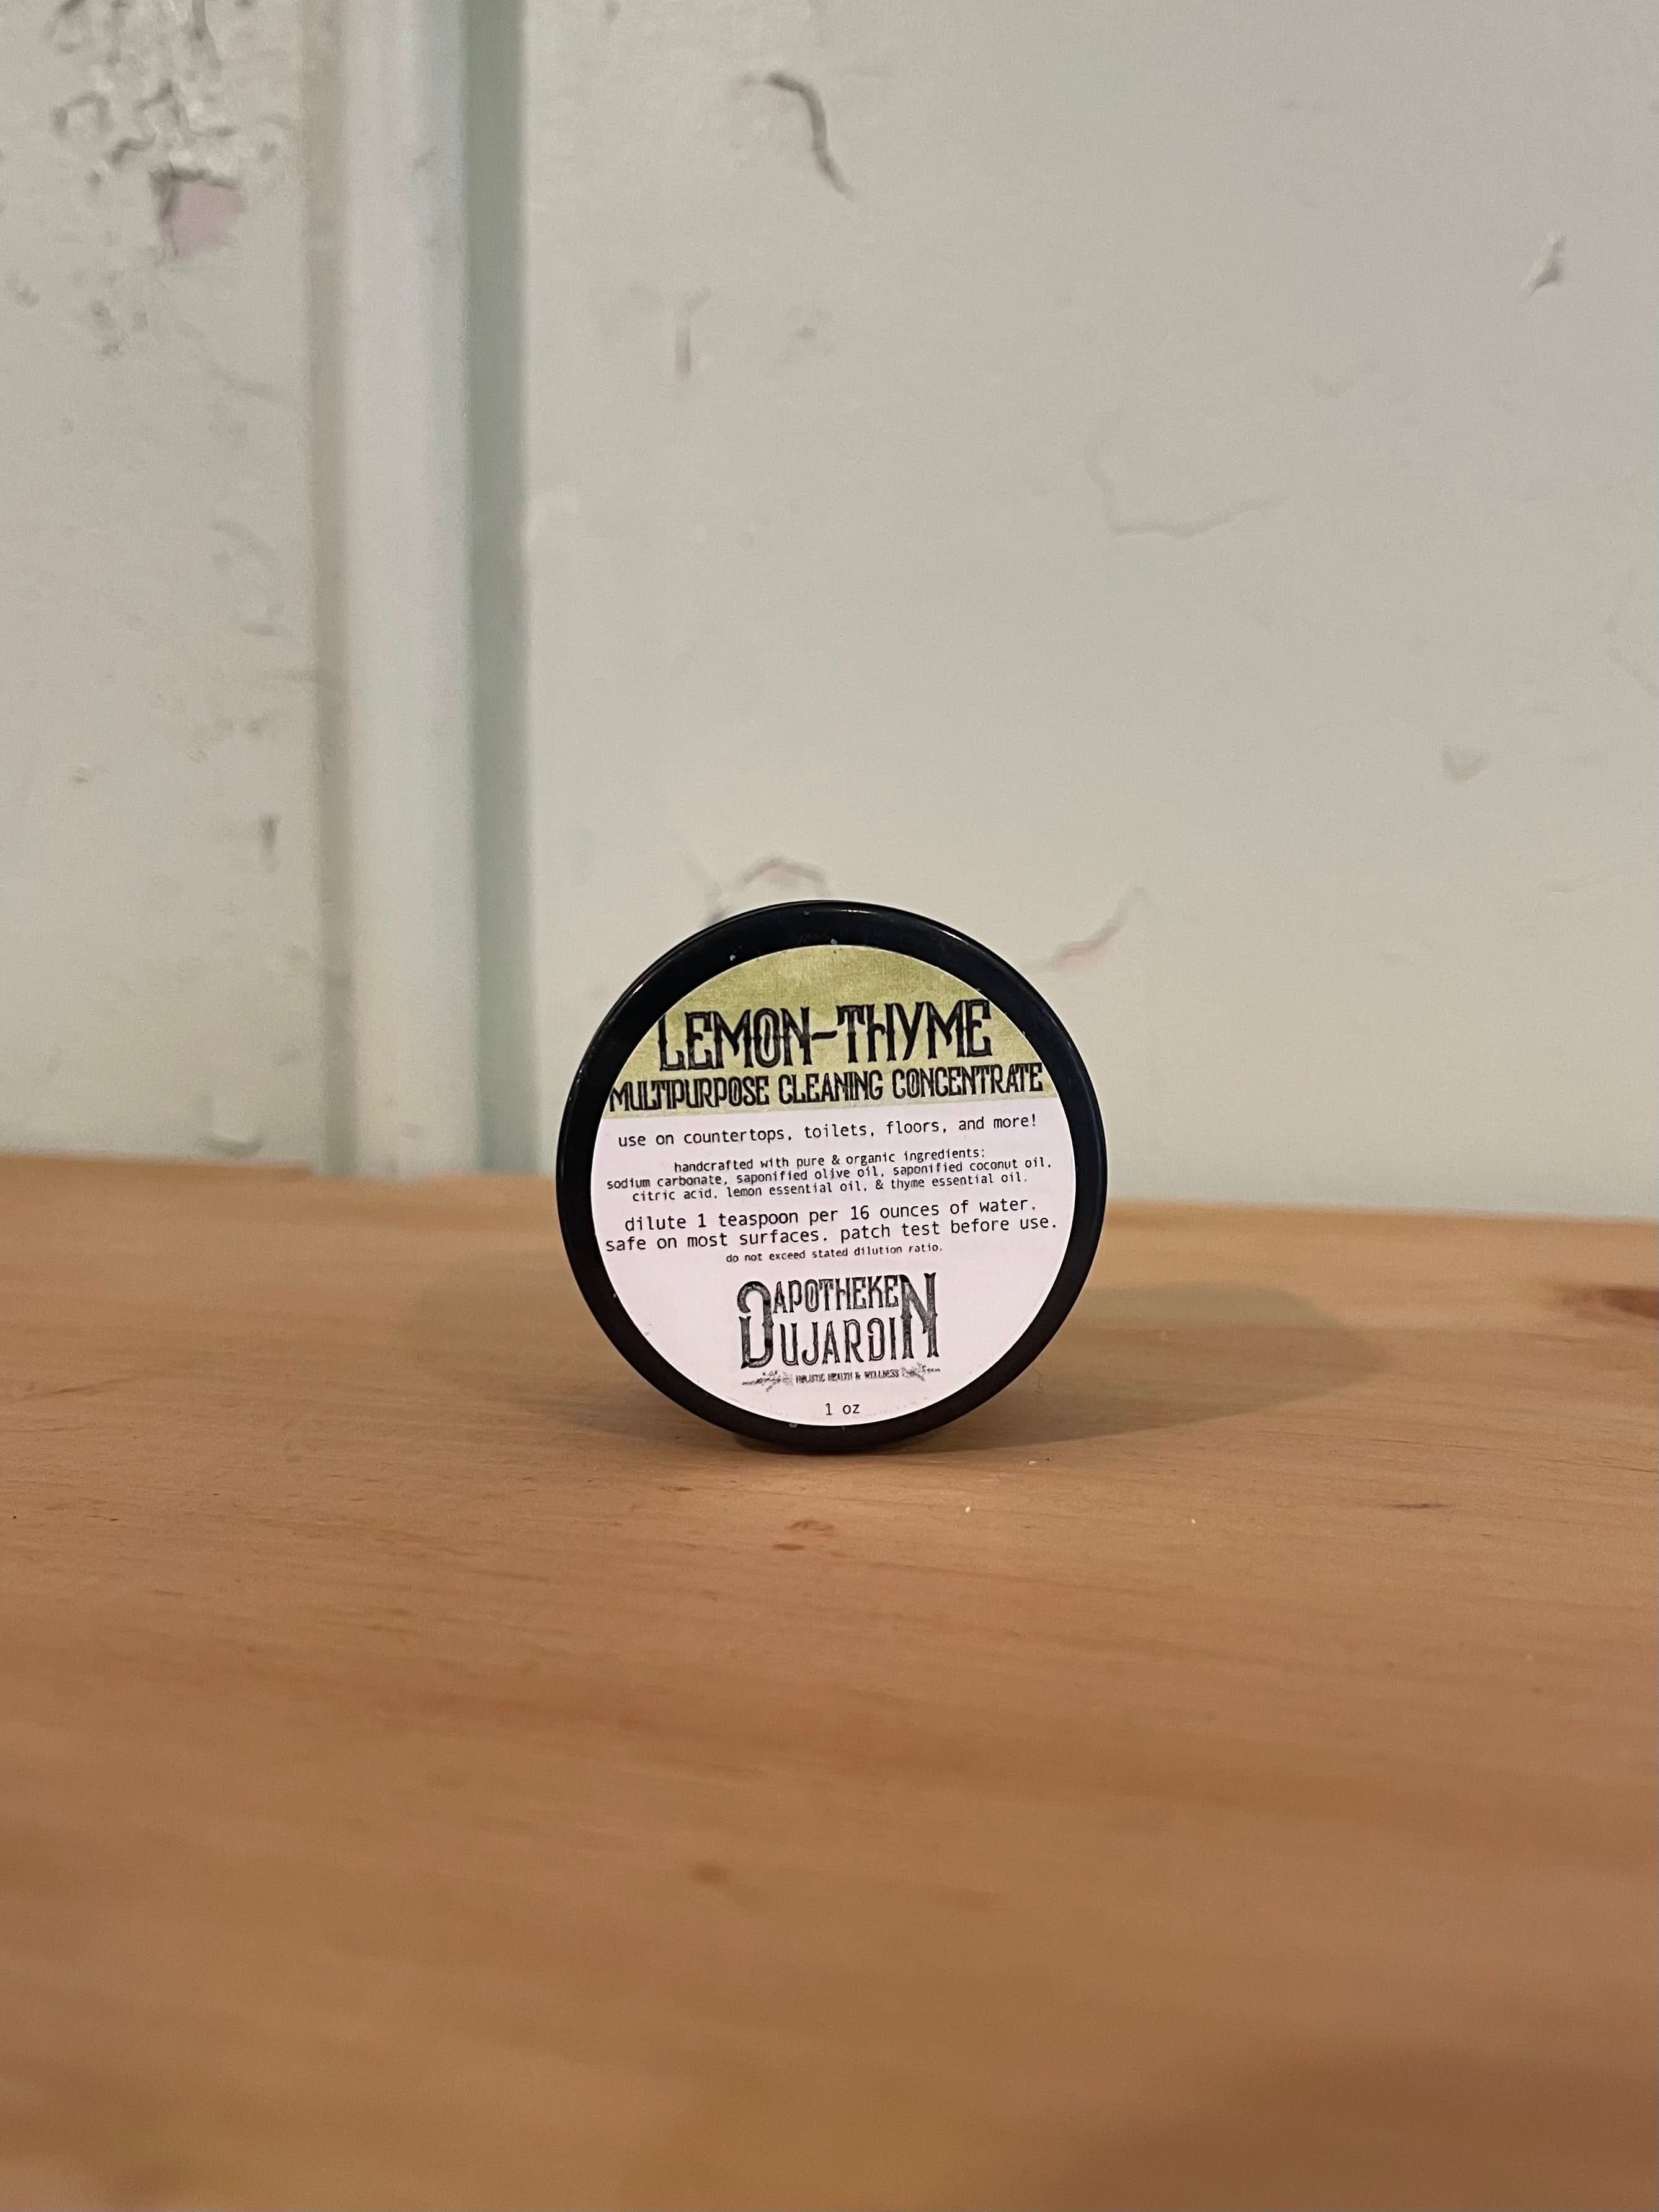 LEMON-THYME
MULTIPURPOSE CLEANING CONCENTRATE
use on countertops, toilets, floors, and more!
handcrafted with pure & organic ingredients:
sodium carbonate, saponified olive oil, saponified coconut oil,
citric acid, lemon essential oil, & thyme essential oil.
dilute 1 teaspoon per 16 ounces of water.
safe on most surfaces. patch test before use.
do not exceed stated dilution ratio.
APOTHEKEN
DUJARDIN
HOLISTIC HEALTH & WELLNESS
1 oz